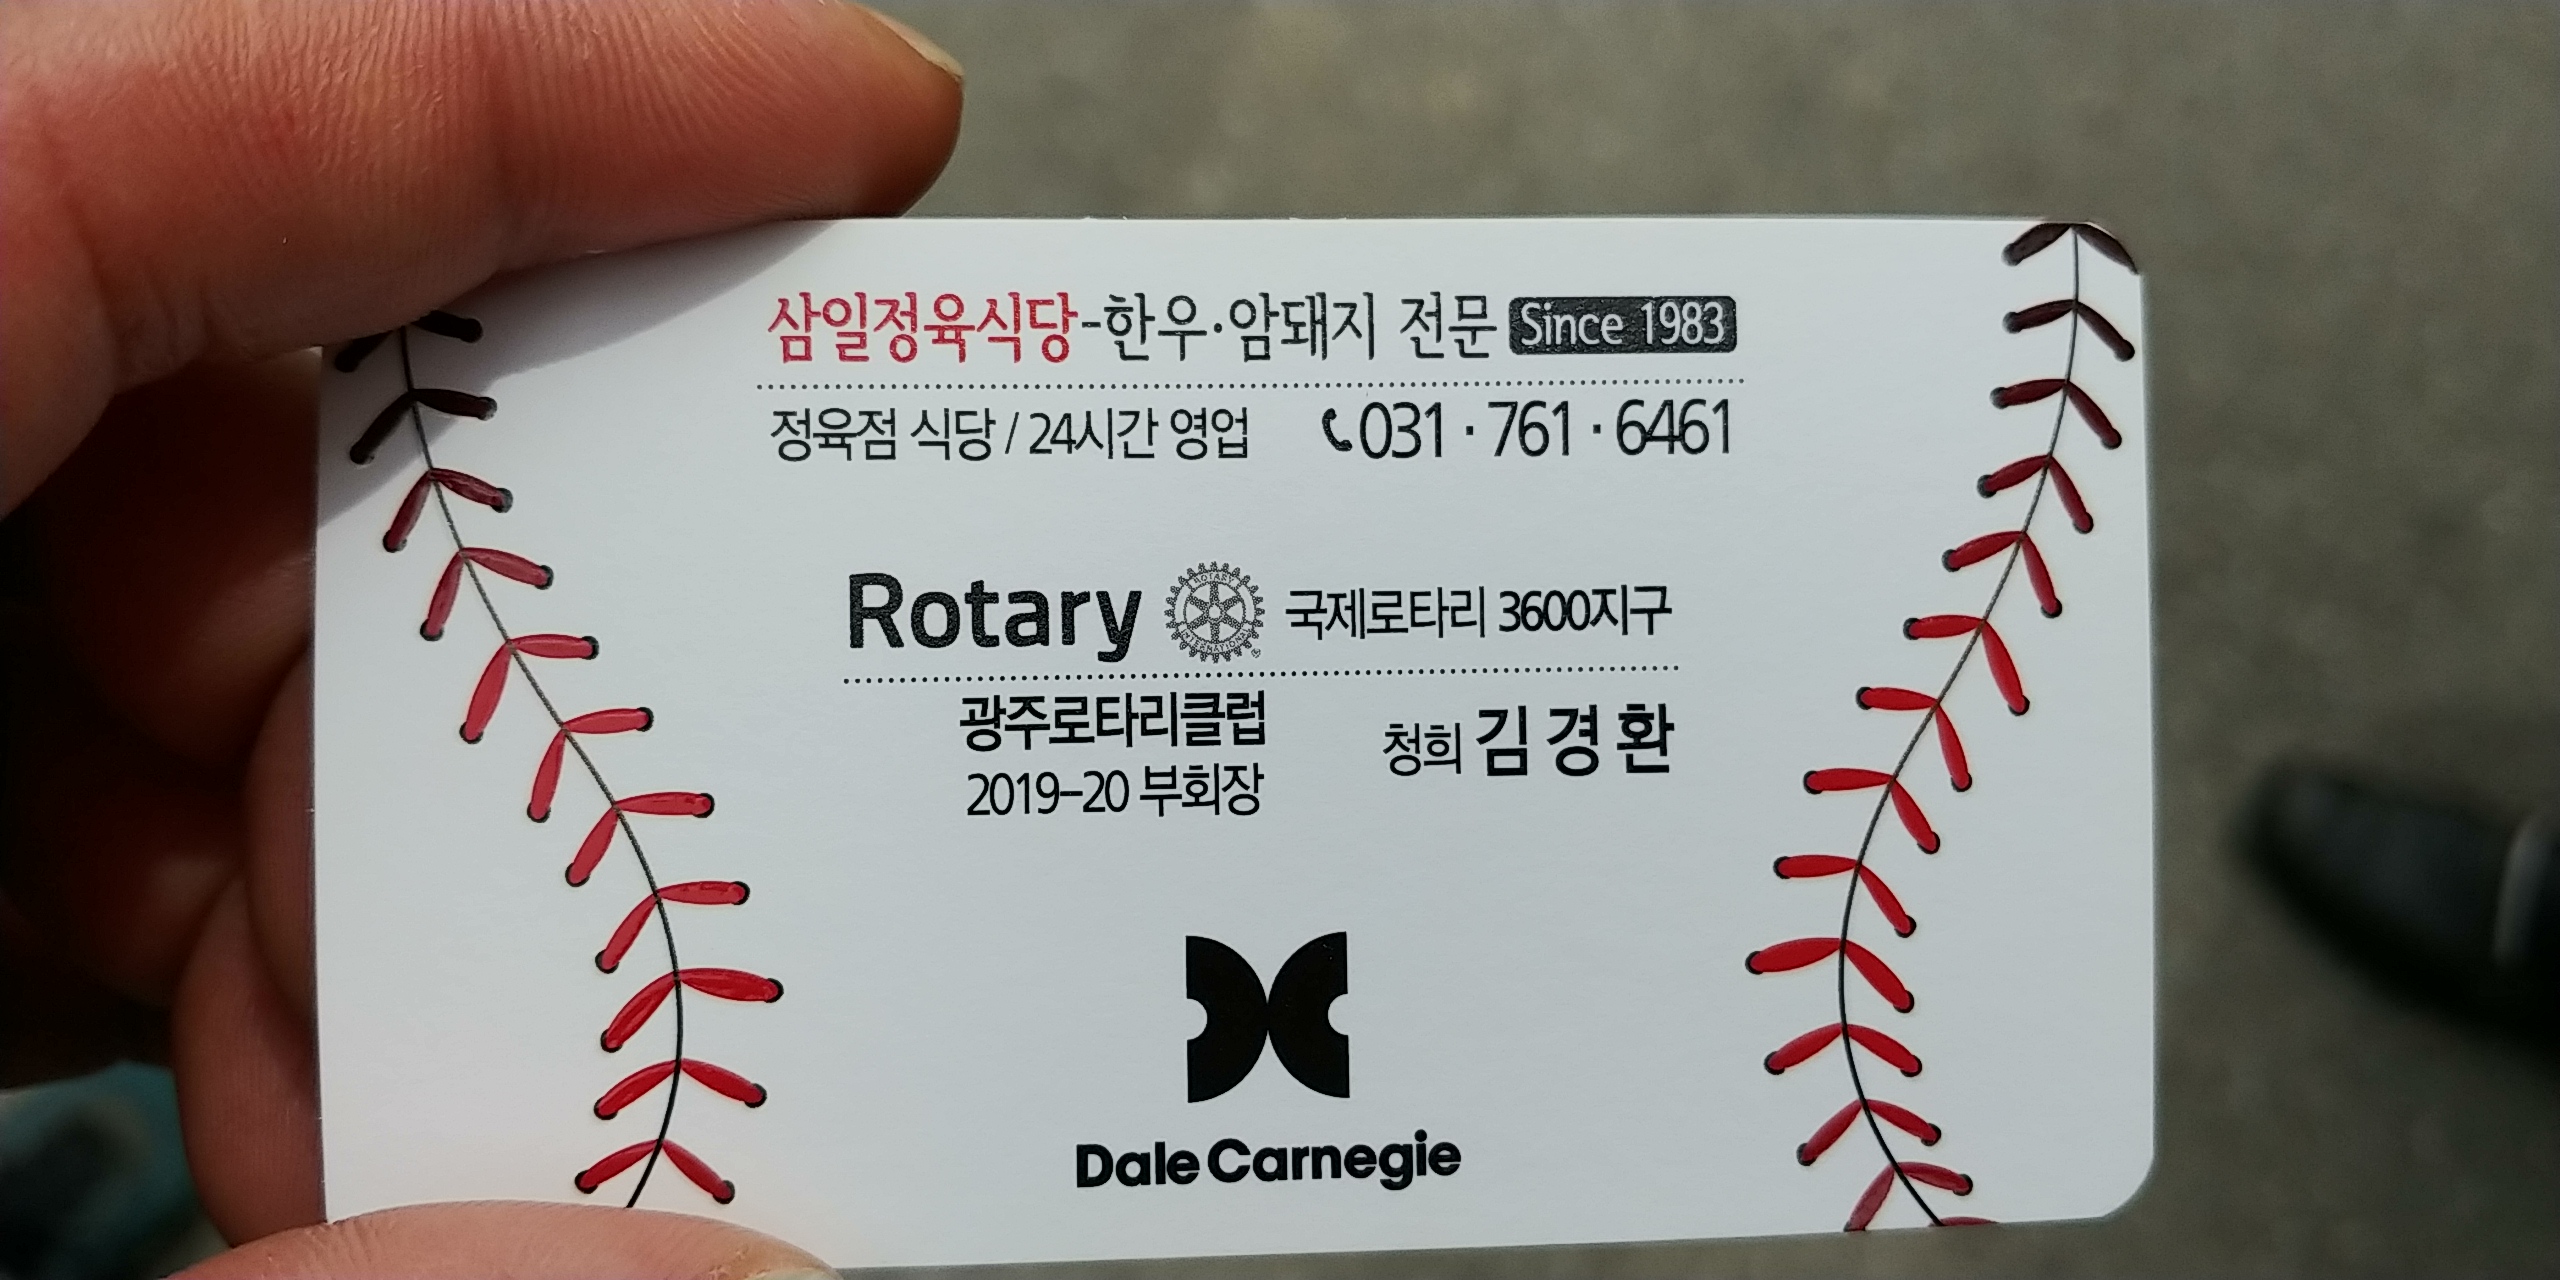 삼일정육식당-한우·암돼지 전문 Since 1983
정육점 식당 / 24시간 영업 031·761·6461
Rotary ROTARY INTERNATIONAL 국제로타리 3600지구
광주로타리클럽
2019-20 부회장
청희 김경환
Dale Carnegie